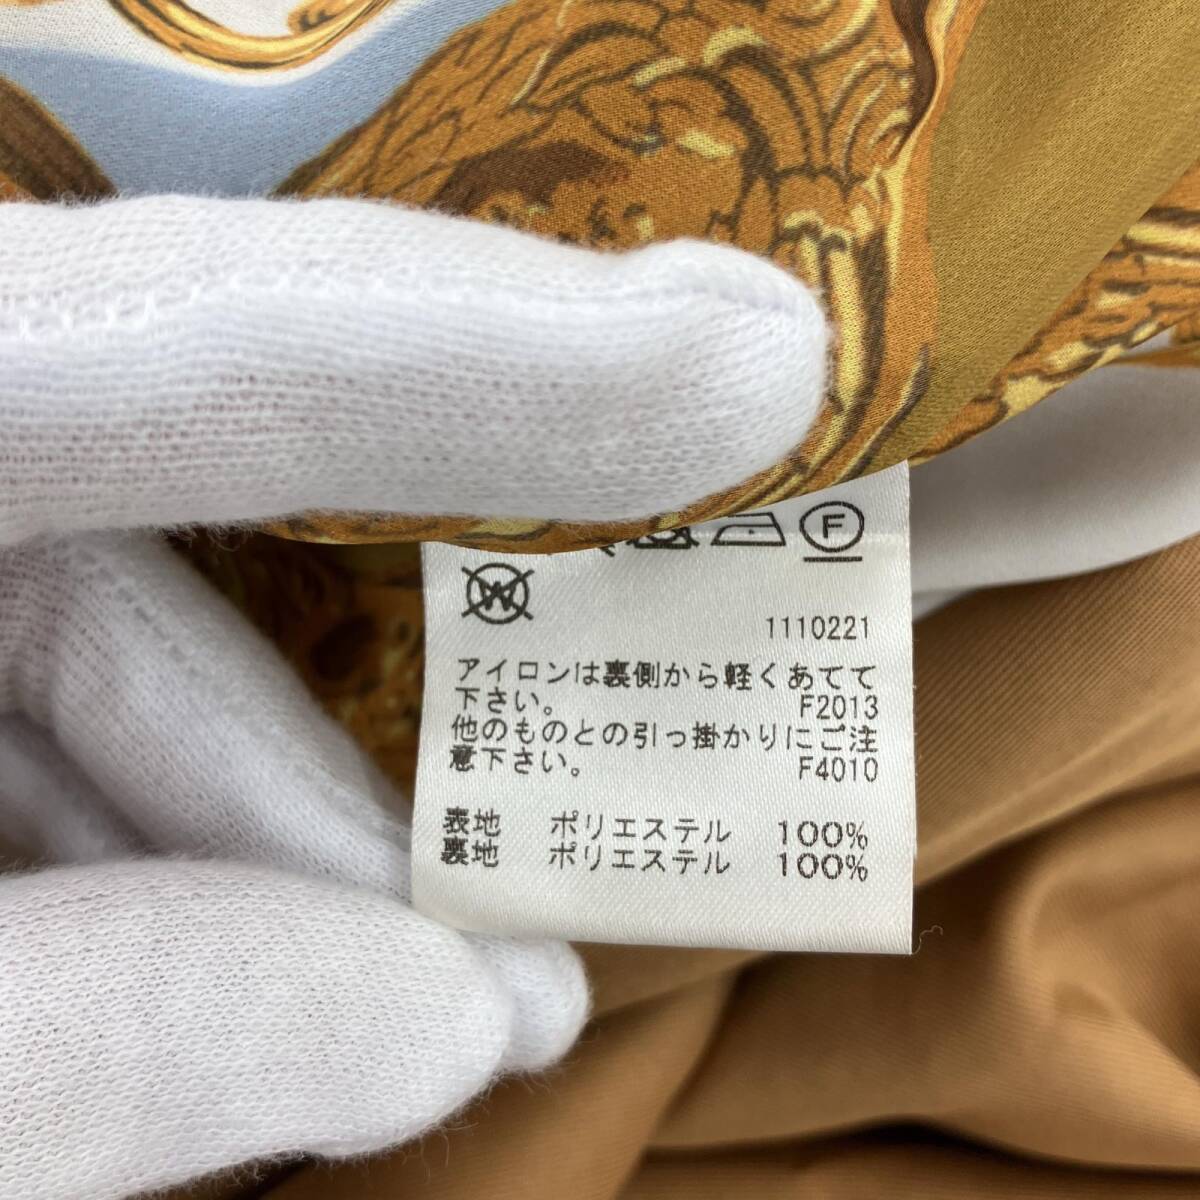 F
W
1110221
アイロンは裏側から軽くあてて
下さい。 F2013
他のものとの引っ掛かりにご注
意下さい。 F4010
表地 ポリエステル 100%
裏地 ポリエステル 100%